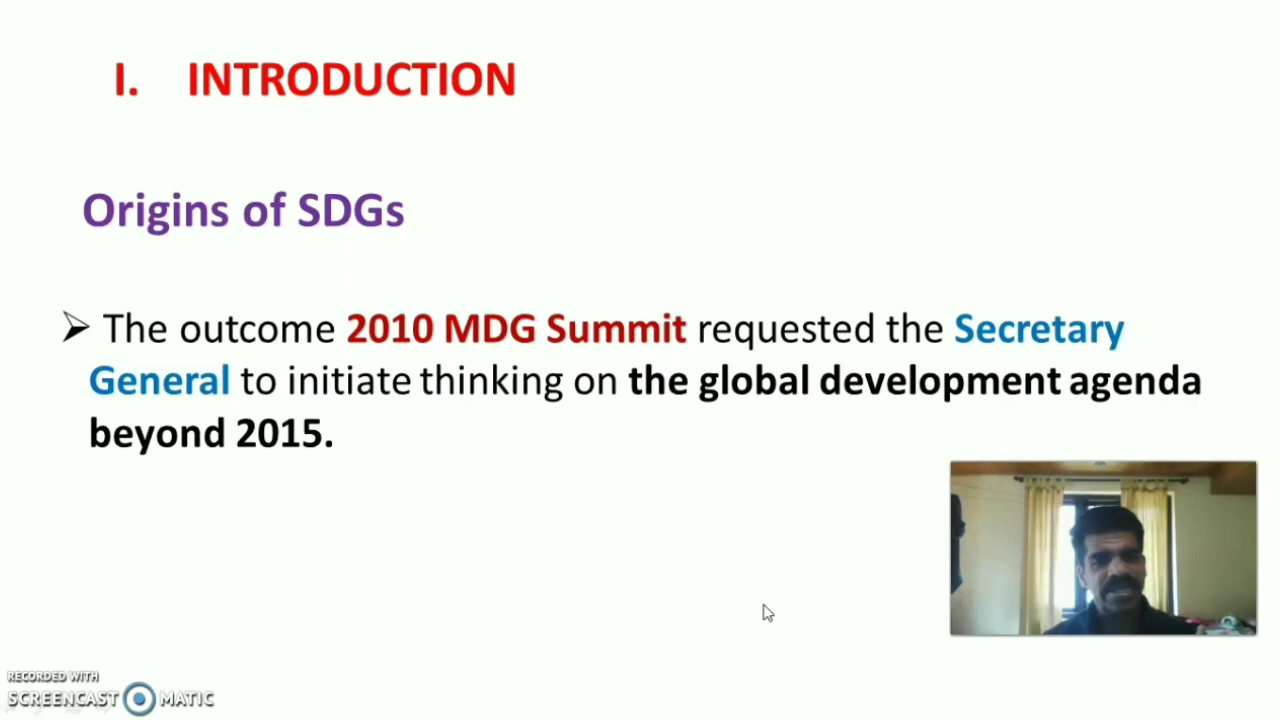 I. INTRODUCTION
Origins of SDGs
➢ The outcome 2010 MDG Summit requested the Secretary
General to initiate thinking on the global development agenda
beyond 2015.
RECORDED WITH
SCREENCAST MATIC